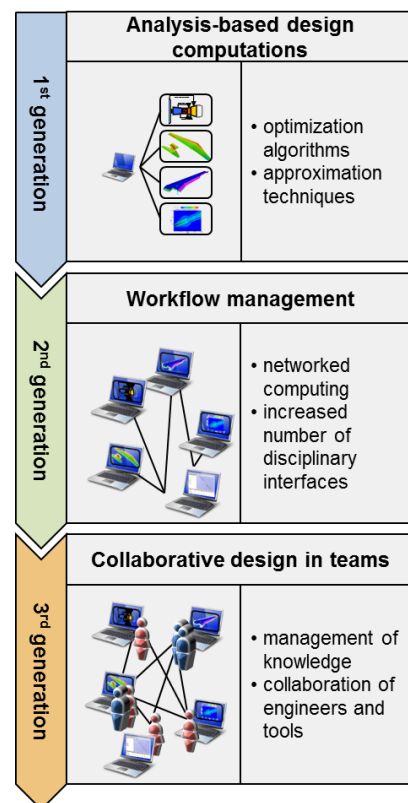 Analysis-based design
computations
1st generation
• optimization
algorithms
• approximation
techniques
Workflow management
2nd generation
• networked
computing
• increased
number of
disciplinary
interfaces
Collaborative design in teams
3rd generation
• management of
knowledge
• collaboration of
engineers and
tools